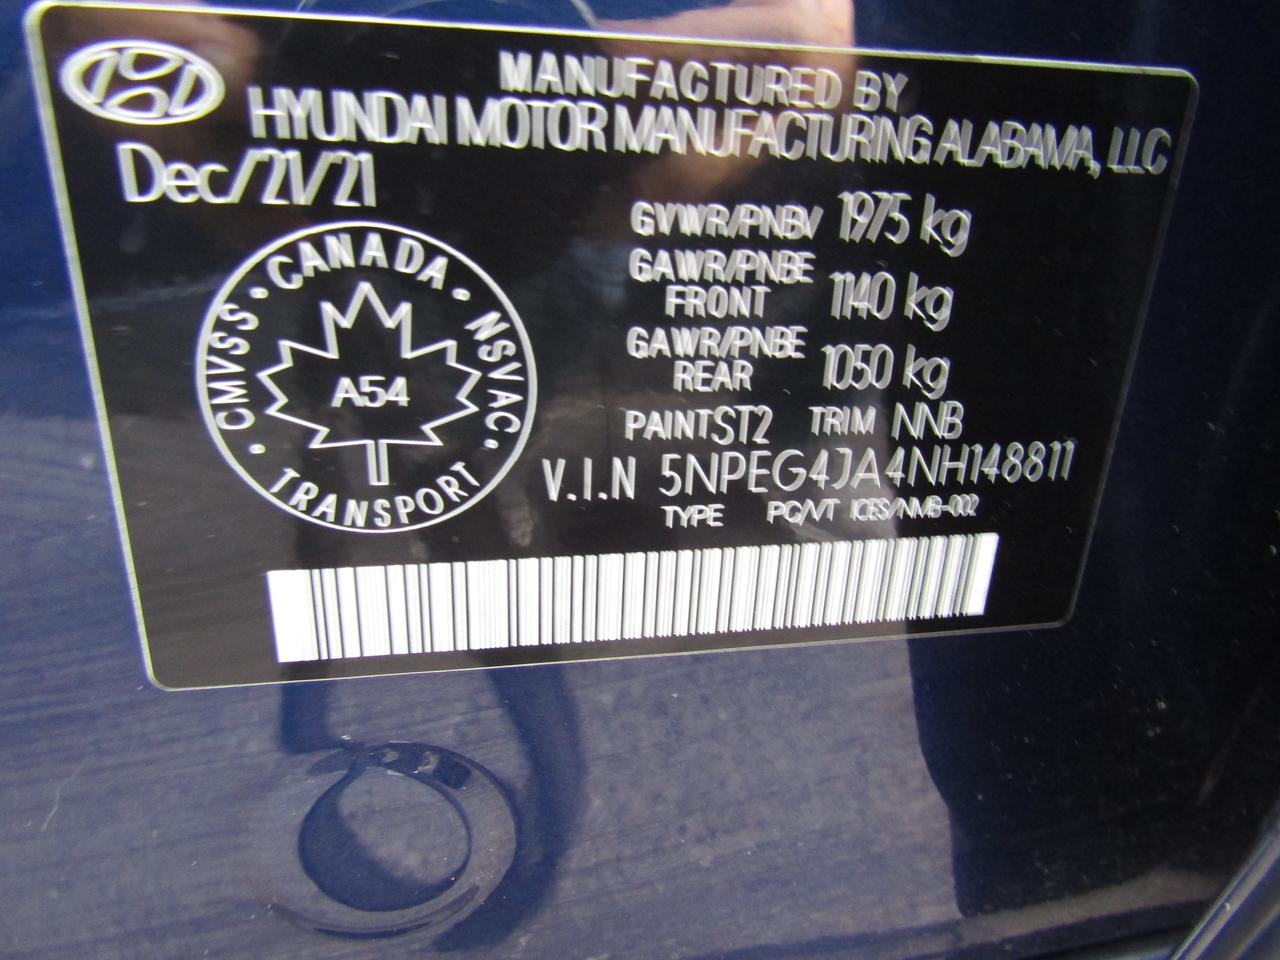 MANUFACTURED BY
HYUNDAI MOTOR MANUFACTURING ALABAMA, LLC
Dec/21/21
GVWR/PNBV 1975 kg
GAWR/PNBE FRONT 1140 kg
GAWR/PNBE REAR 1050 kg
PAINT ST2 TRIM NNB
V.I.N 5NPEG4JA4NH148811
TYPE PC/VT ICES/NMB-002
CANADA
CMVSS · NSVAC
A54
TRANSPORT